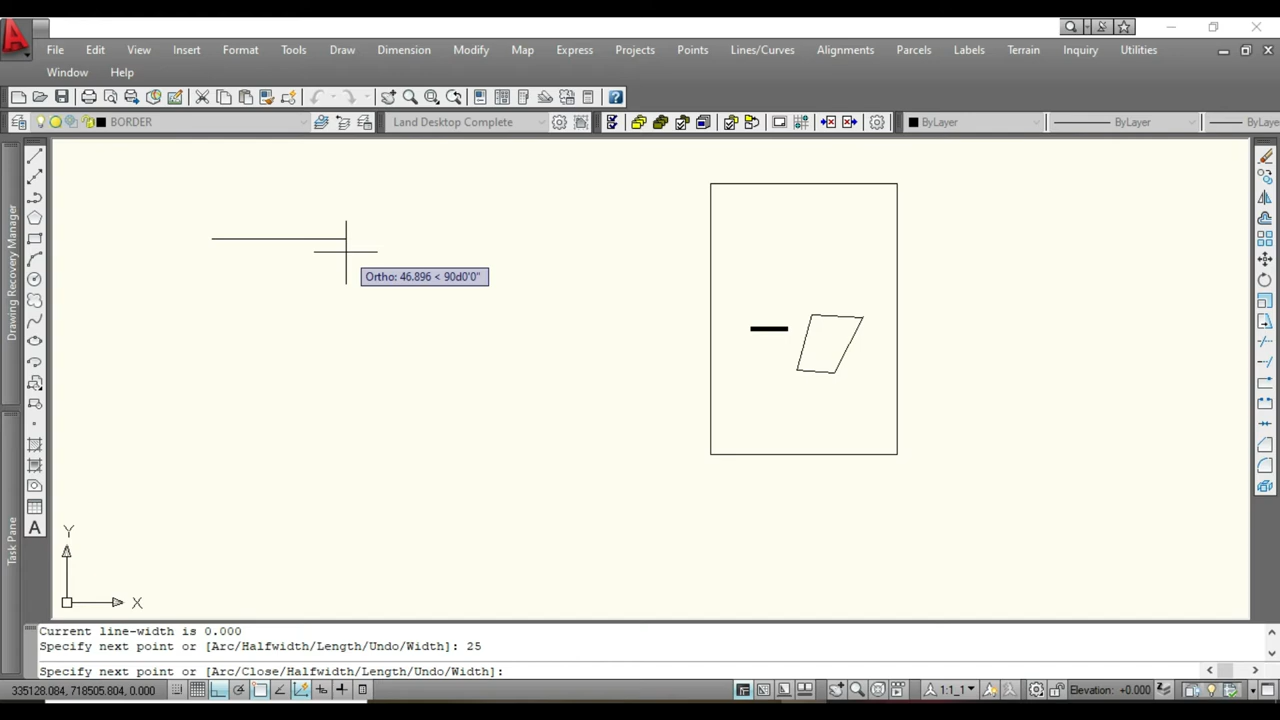 File Edit View Insert Format Tools Draw Dimension Modify Map Express Projects Points Lines/Curves Alignments Parcels Labels Terrain Inquiry Utilities
Window Help
BORDER Land Desktop Complete ByLayer ByLayer ByLaye
Drawing Recovery Manager
Ortho: 46.896 < 90d0'0"
Task Pane
A
Y
X
Current line-width is 0.000
Specify next point or [Arc/Halfwidth/Length/Undo/Width]: 25
Specify next point or [Arc/Close/Halfwidth/Length/Undo/Width]:
335128.084, 718505.804, 0.000 1:1 Elevation: +0.000